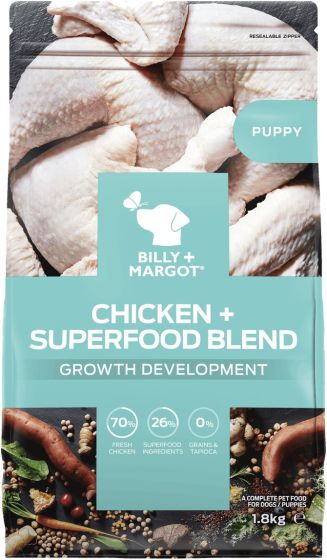 RESEALABLE ZIPPER
PUPPY
BILLY +
MARGOT®
CHICKEN +
SUPERFOOD BLEND
GROWTH DEVELOPMENT
70% 26% 0%
FRESH
CHICKEN
SUPERFOOD
INGREDIENTS
GRAINS &
TAPIOCA
A COMPLETE PET FOOD
FOR DOGS / PUPPIES
1.8kg ℮